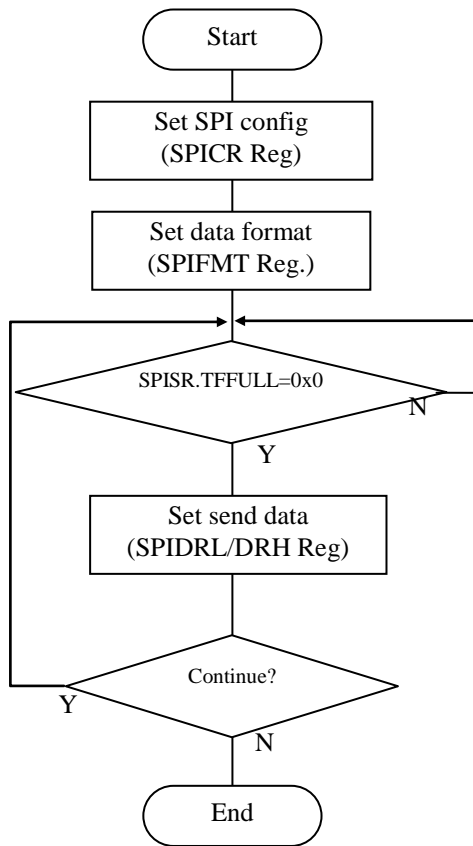 Start
Set SPI config
(SPICR Reg)
Set data format
(SPIFMT Reg.)
SPISR.TFFULL=0x0
N
Y
Set send data
(SPIDRL/DRH Reg)
Continue?
Y
N
End